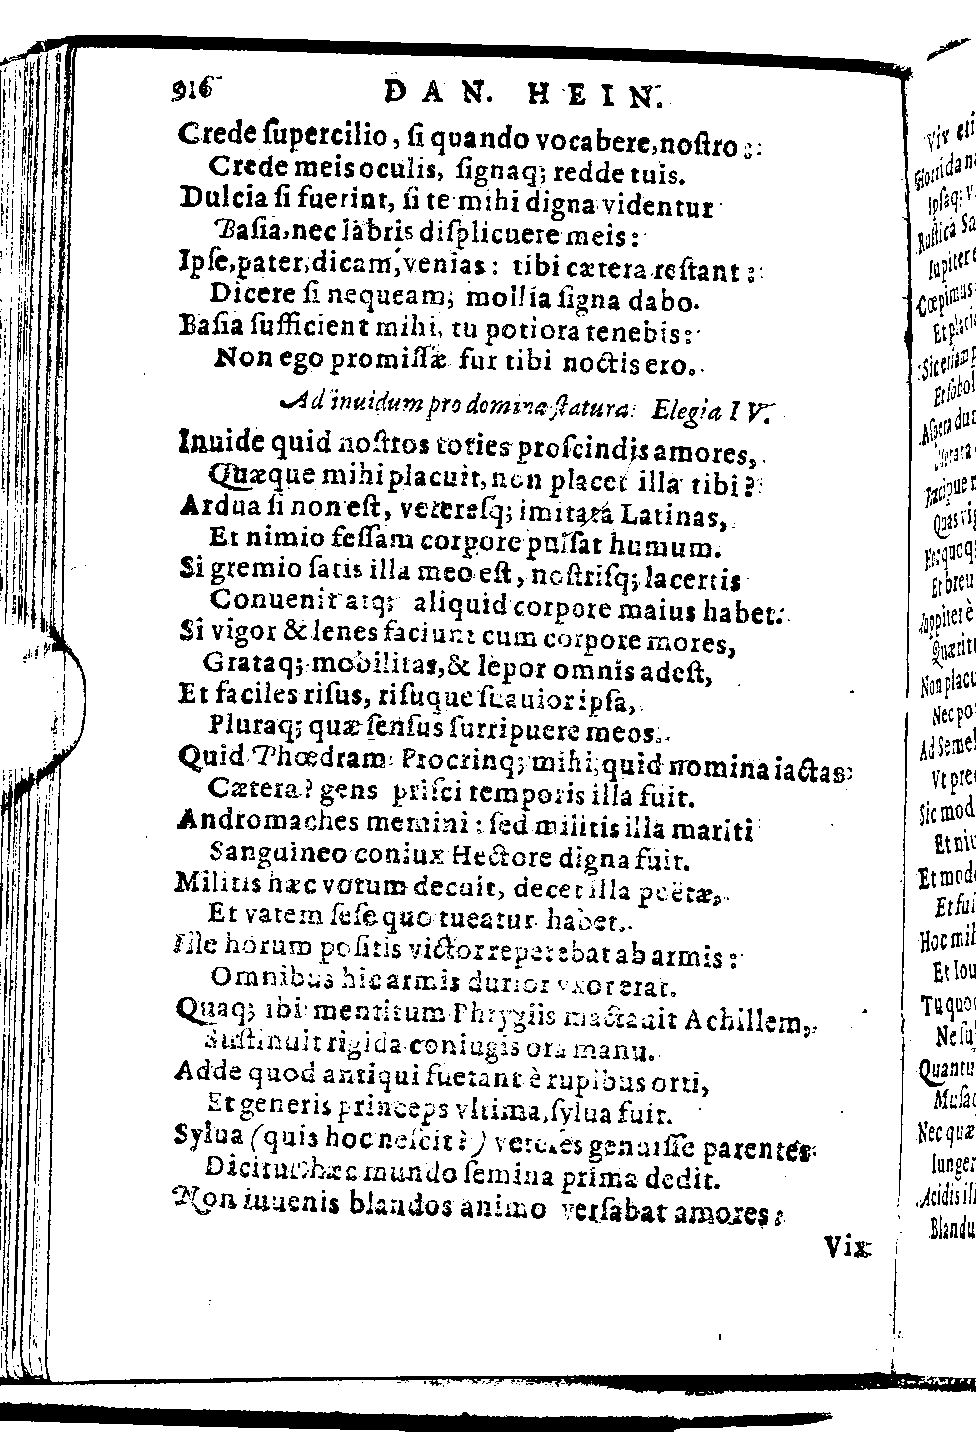 916 DAN. HEIN.
Crede ſupercilio, ſi quando vocabere, noſtro:
Crede meis oculis, ſignaq; redde tuis.
Dulcia ſi fuerint, ſi te mihi digna videntur
Baſia, nec labris diſplicuere meis:
Ipſe, pater, dicam, venias: tibi cætera reſtant:
Dicere ſi nequeam, mollia ſigna dabo.
Baſia ſufficient mihi, tu potiora tenebis:
Non ego promiſſæ fur tibi noctis ero.
Ad inuidum pro dominæ ſtatura. Elegia IV.
Inuide quid noſtros toties proſcindis amores,
Quæque mihi placuit, non placet illa tibi?
Ardua ſi non eſt, vetereſq; imitata Latinas,
Et nimio feſſam corpore pulſat humum.
Si gremio ſatis illa meo eſt, noſtriſq; lacertis
Conuenit atq; aliquid corpore maius habet.
Si vigor & lenes faciunt cum corpore mores,
Grataq; mobilitas, & lepor omnis adeſt,
Et faciles riſus, riſuque ſuauior ipſa,
Pluraq; quæ ſenſus ſurripuere meos.
Quid Phœdram Procrinq; mihi, quid nomina iactas
Cætera? gens priſci temporis illa fuit.
Andromaches memini: ſed militis illa mariti
Sanguineo coniux Hectore digna fuit.
Militis hæc votum decuit, decet illa poëtæ,
Et vatem ſeſe quo tueatur habet.
Ille horum poſitis victor repetebat ab armis:
Omnibus hic armis durior vxor erat.
Quaq; ibi mentitum Phrygiis mactauit Achillem,
Suſtinuit rigida coniugis ora manu.
Adde quod antiqui fuerant è rupibus orti,
Et generis princeps vltima, ſylua fuit.
Sylua (quis hoc neſcit?) veteres genuiſſe parentes
Dicitur: hæc mundo ſemina prima dedit.
Non iuuenis blandos animo verſabat amores:
Vix